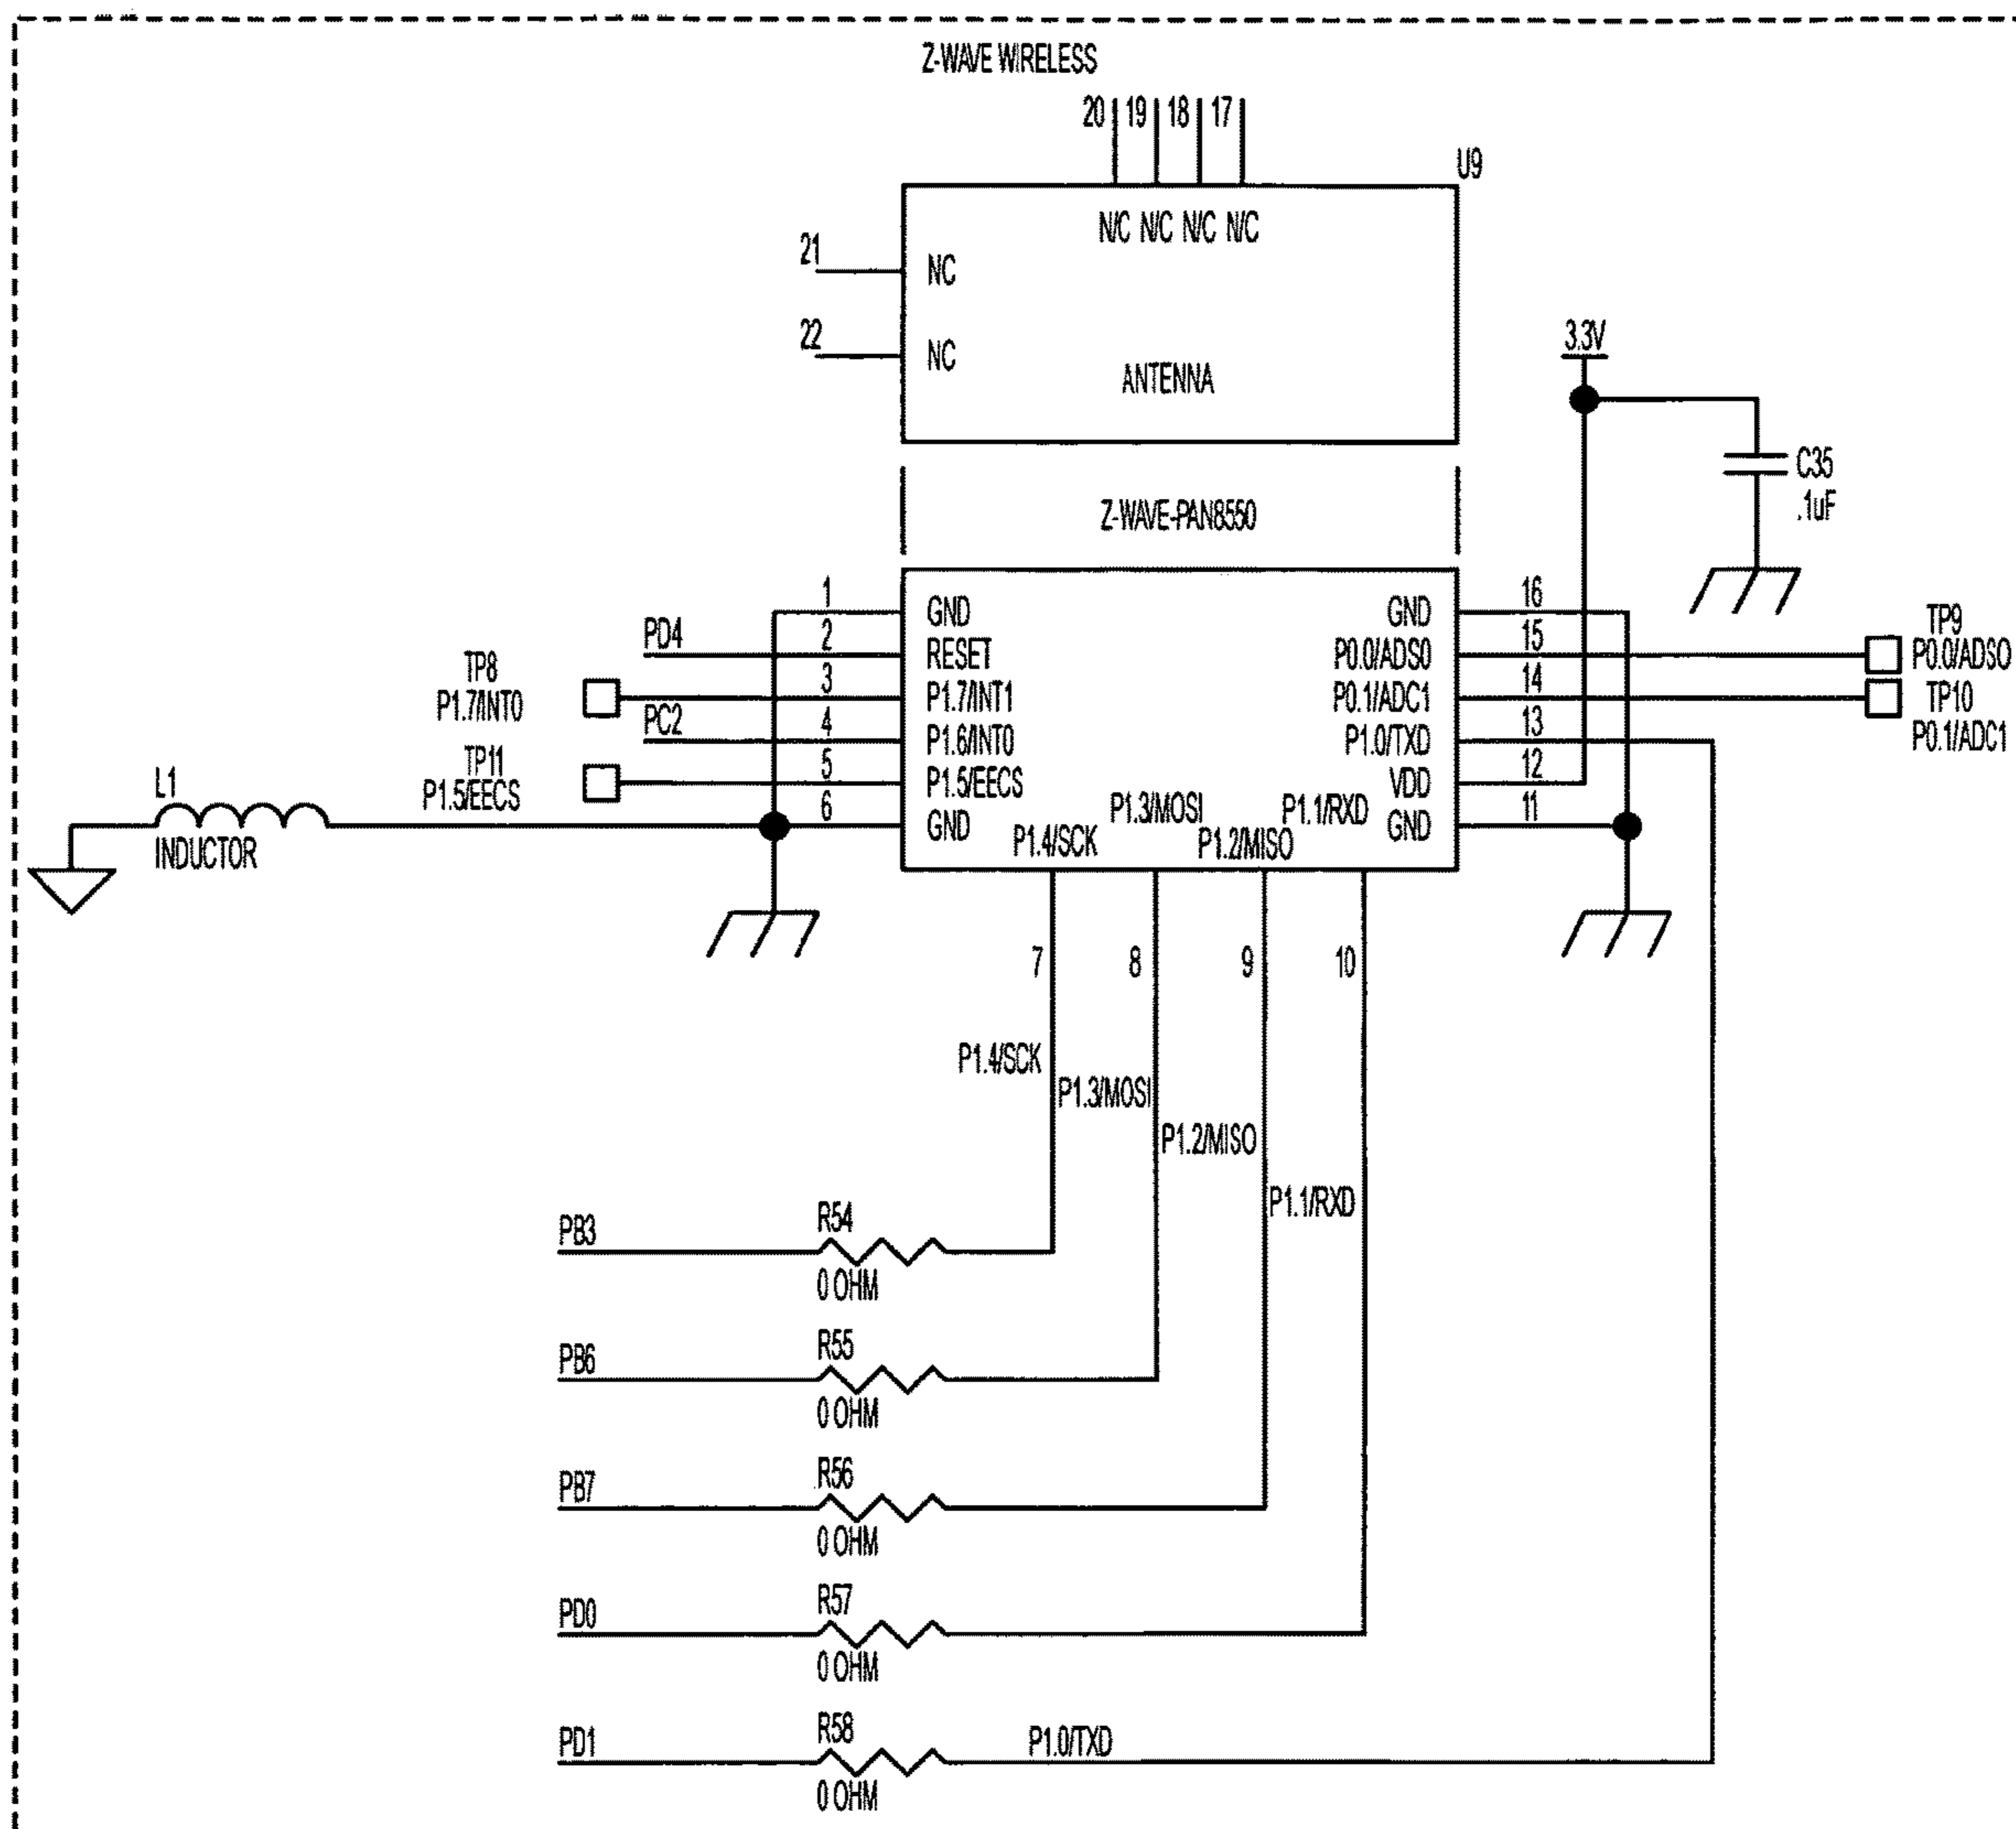 Z-WAVE WIRELESS
20 19 18 17
U9
N/C N/C N/C N/C
21 NC
22 NC
ANTENNA
3.3V
C35
.1uF
Z-WAVE-PAN8550
1 GND
PD4 2 RESET
TP8
P1.7/INT0
3 P1.7/INT1
PC2 4 P1.6/INT0
TP11
P1.5/EECS
5 P1.5/EECS
6 GND
L1
INDUCTOR
GND 16
P0.0/ADS0 15
P0.1/ADC1 14
P1.0/TXD 13
VDD 12
GND 11
TP9
P0.0/ADSO
TP10
P0.1/ADC1
P1.4/SCK
P1.3/MOSI
P1.2/MISO
P1.1/RXD
7 8 9 10
P1.4/SCK
P1.3/MOSI
P1.2/MISO
P1.1/RXD
PB3 R54
0 OHM
PB6 R55
0 OHM
PB7 R56
0 OHM
PD0 R57
0 OHM
PD1 R58 P1.0/TXD
0 OHM